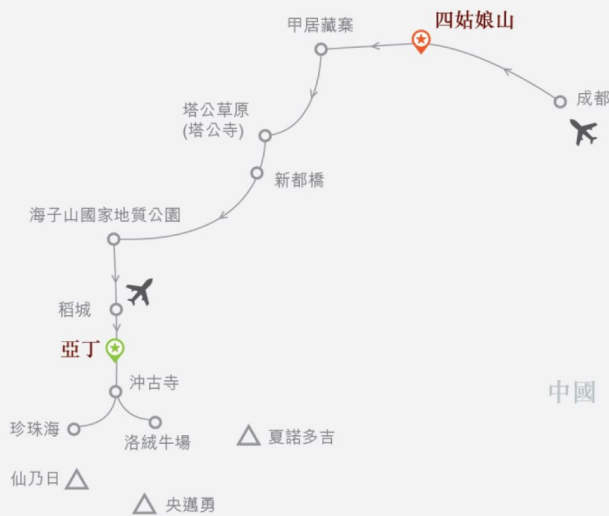 四姑娘山
甲居藏寨
成都
塔公草原
(塔公寺)
新都橋
海子山國家地質公園
稻城
亞丁
沖古寺
中國
珍珠海
洛絨牛場
夏諾多吉
仙乃日
央邁勇